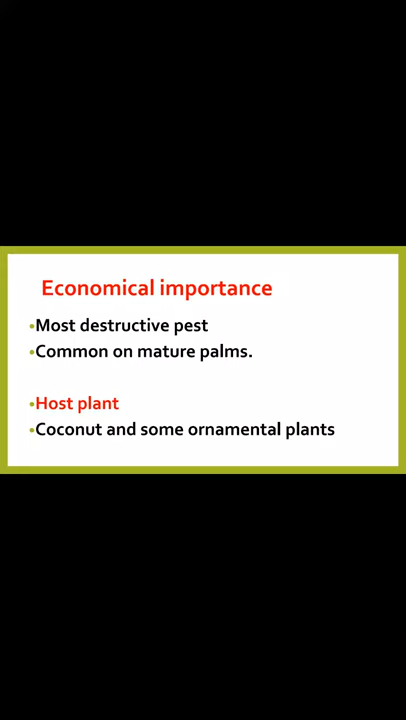 Economical importance
•Most destructive pest
•Common on mature palms.
•Host plant
•Coconut and some ornamental plants